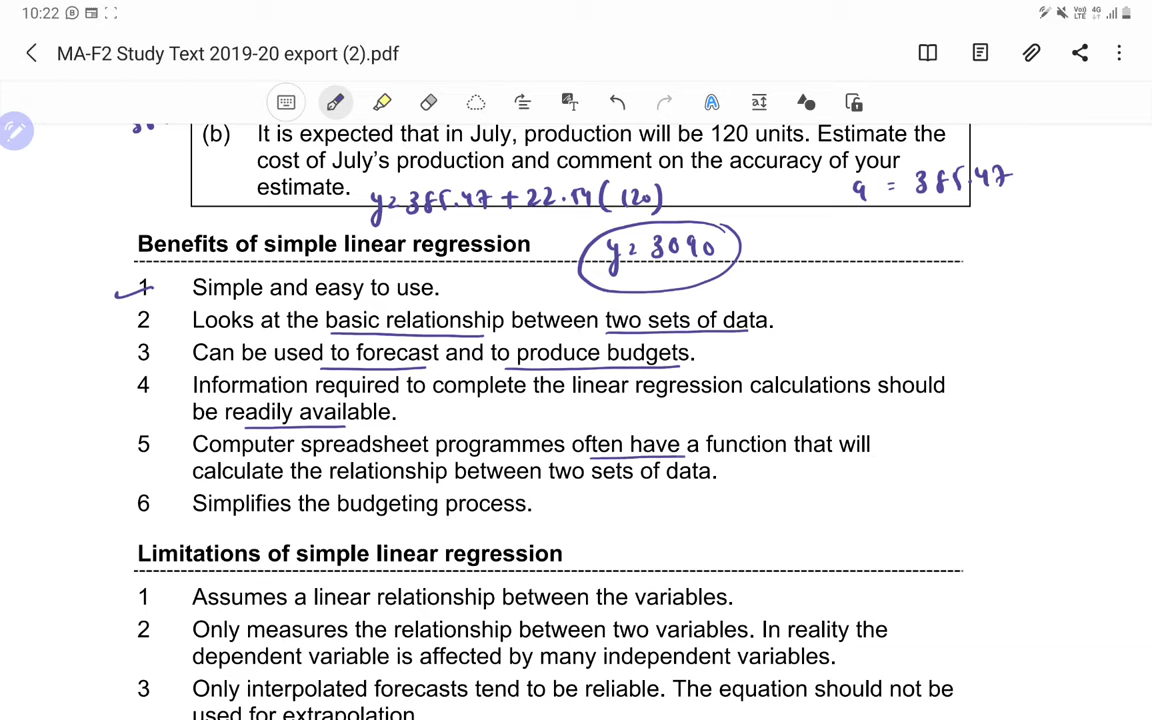 10:22
VoLTE 4G
MA-F2 Study Text 2019-20 export (2).pdf
(b) It is expected that in July, production will be 120 units. Estimate the
cost of July's production and comment on the accuracy of your
estimate.
y = 385.47 + 22.54 (120)
a = 385.47
Benefits of simple linear regression
y = 3090
1 Simple and easy to use.
2 Looks at the basic relationship between two sets of data.
3 Can be used to forecast and to produce budgets.
4 Information required to complete the linear regression calculations should
be readily available.
5 Computer spreadsheet programmes often have a function that will
calculate the relationship between two sets of data.
6 Simplifies the budgeting process.
Limitations of simple linear regression
1 Assumes a linear relationship between the variables.
2 Only measures the relationship between two variables. In reality the
dependent variable is affected by many independent variables.
3 Only interpolated forecasts tend to be reliable. The equation should not be
used for extrapolation